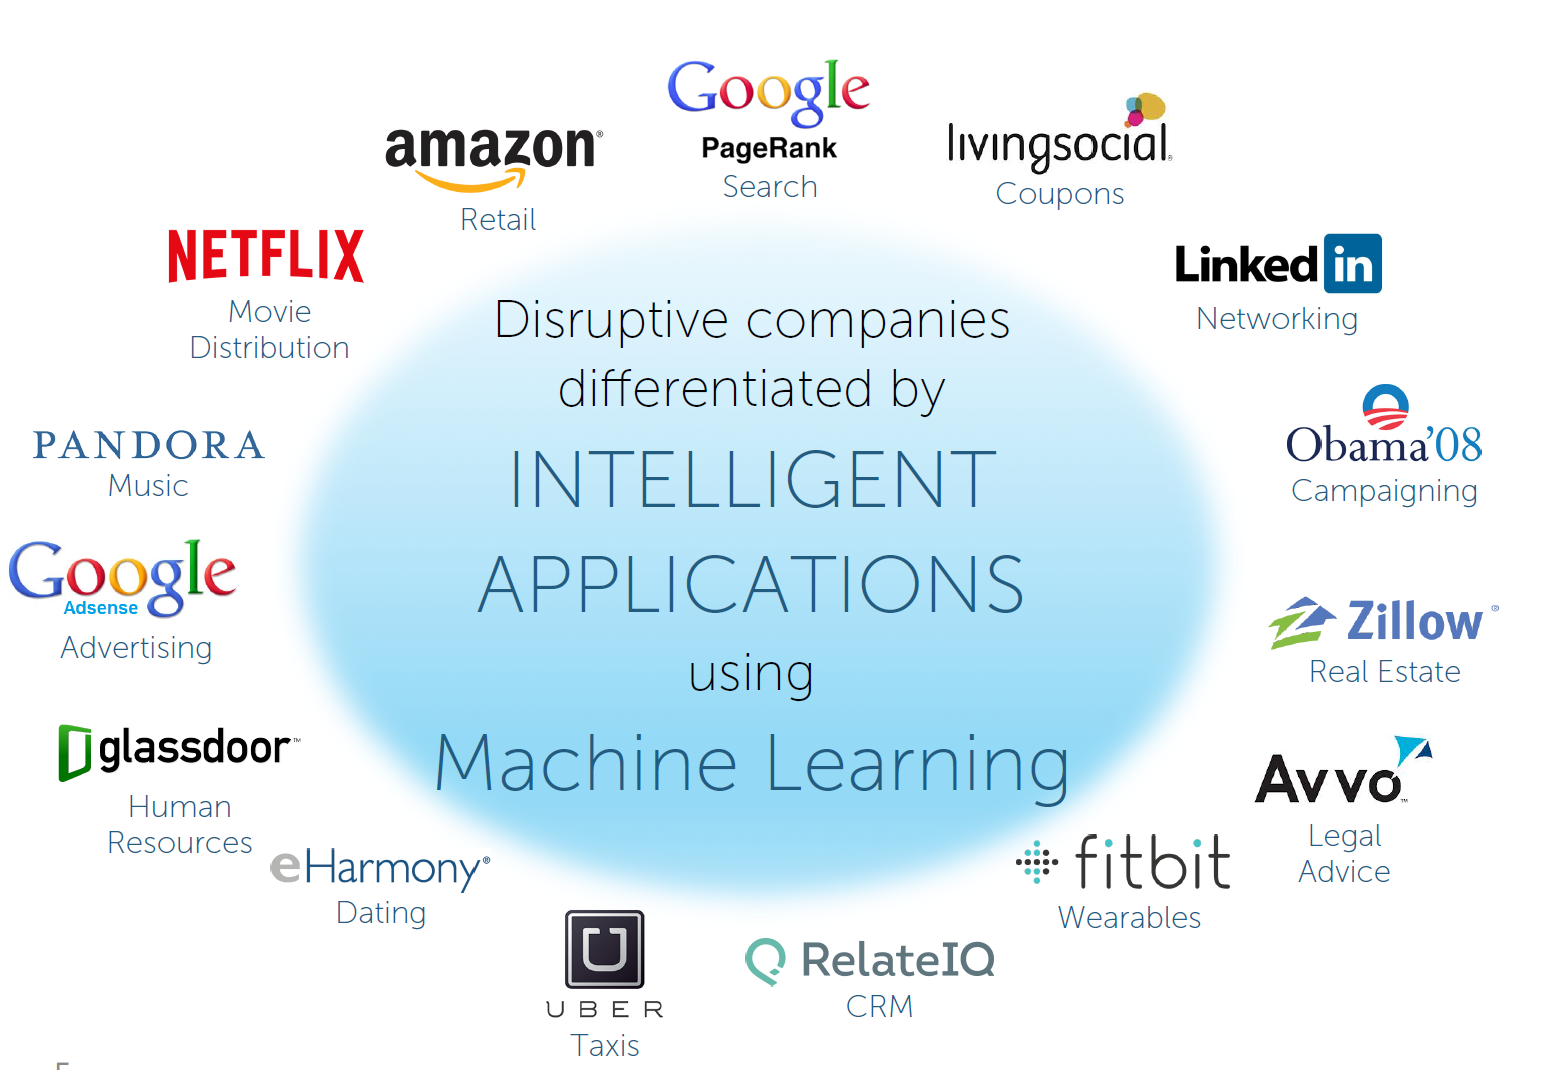 Google
PageRank
Search
amazon®
Retail
livingsocial®
Coupons
NETFLIX
Movie
Distribution
Linked in
Networking
Disruptive companies
differentiated by
INTELLIGENT
APPLICATIONS
using
Machine Learning
PANDORA
Music
Obama'08
Campaigning
Google
Adsense
Advertising
Zillow®
Real Estate
glassdoor™
Human
Resources
Avvo™
Legal
Advice
eHarmony®
Dating
fitbit
Wearables
U
UBER
Taxis
RelateIQ
CRM